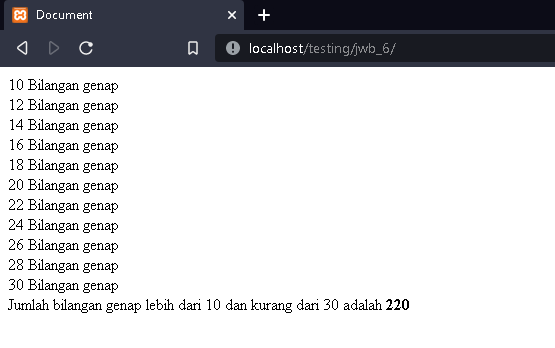 Document
localhost/testing/jwb_6/
10 Bilangan genap
12 Bilangan genap
14 Bilangan genap
16 Bilangan genap
18 Bilangan genap
20 Bilangan genap
22 Bilangan genap
24 Bilangan genap
26 Bilangan genap
28 Bilangan genap
30 Bilangan genap
Jumlah bilangan genap lebih dari 10 dan kurang dari 30 adalah 220